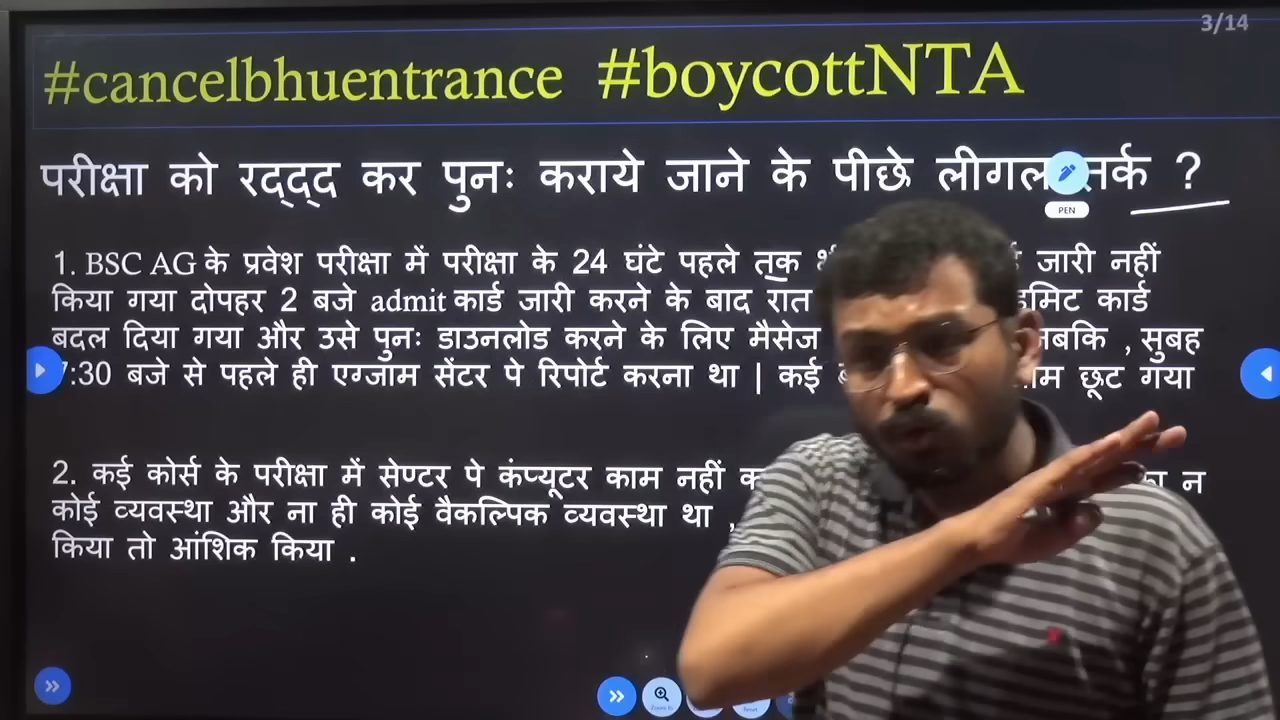 3/14
#cancelbhuentrance #boycottNTA
परीक्षा को रद्द्द कर पुनः कराये जाने के पीछे लीगल तर्क ?
PEN
1. BSC AG के प्रवेश परीक्षा में परीक्षा के 24 घंटे पहले तक जारी नहीं
किया गया दोपहर 2 बजे admit कार्ड जारी करने के बाद रात कार्ड
बदल दिया गया और उसे पुनः डाउनलोड करने के लिए मैसेज , सुबह
7:30 बजे से पहले ही एग्जाम सेंटर पे रिपोर्ट करना था | कई छूट गया
2. कई कोर्स के परीक्षा में सेण्टर पे कंप्यूटर काम नहीं न
कोई व्यवस्था और ना ही कोई वैकल्पिक व्यवस्था था ,
किया तो आंशिक किया .